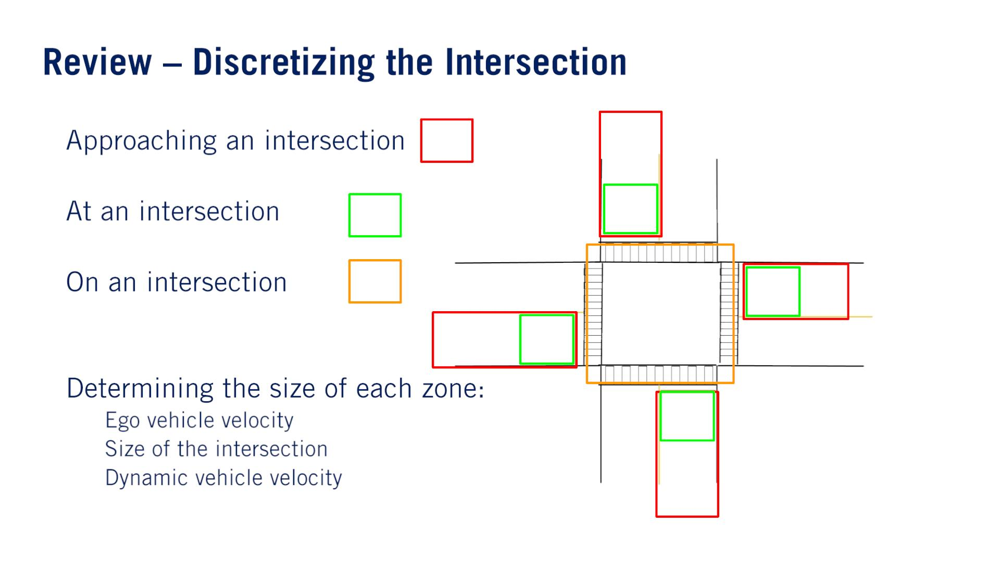 Review – Discretizing the Intersection
Approaching an intersection
At an intersection
On an intersection
Determining the size of each zone:
Ego vehicle velocity
Size of the intersection
Dynamic vehicle velocity